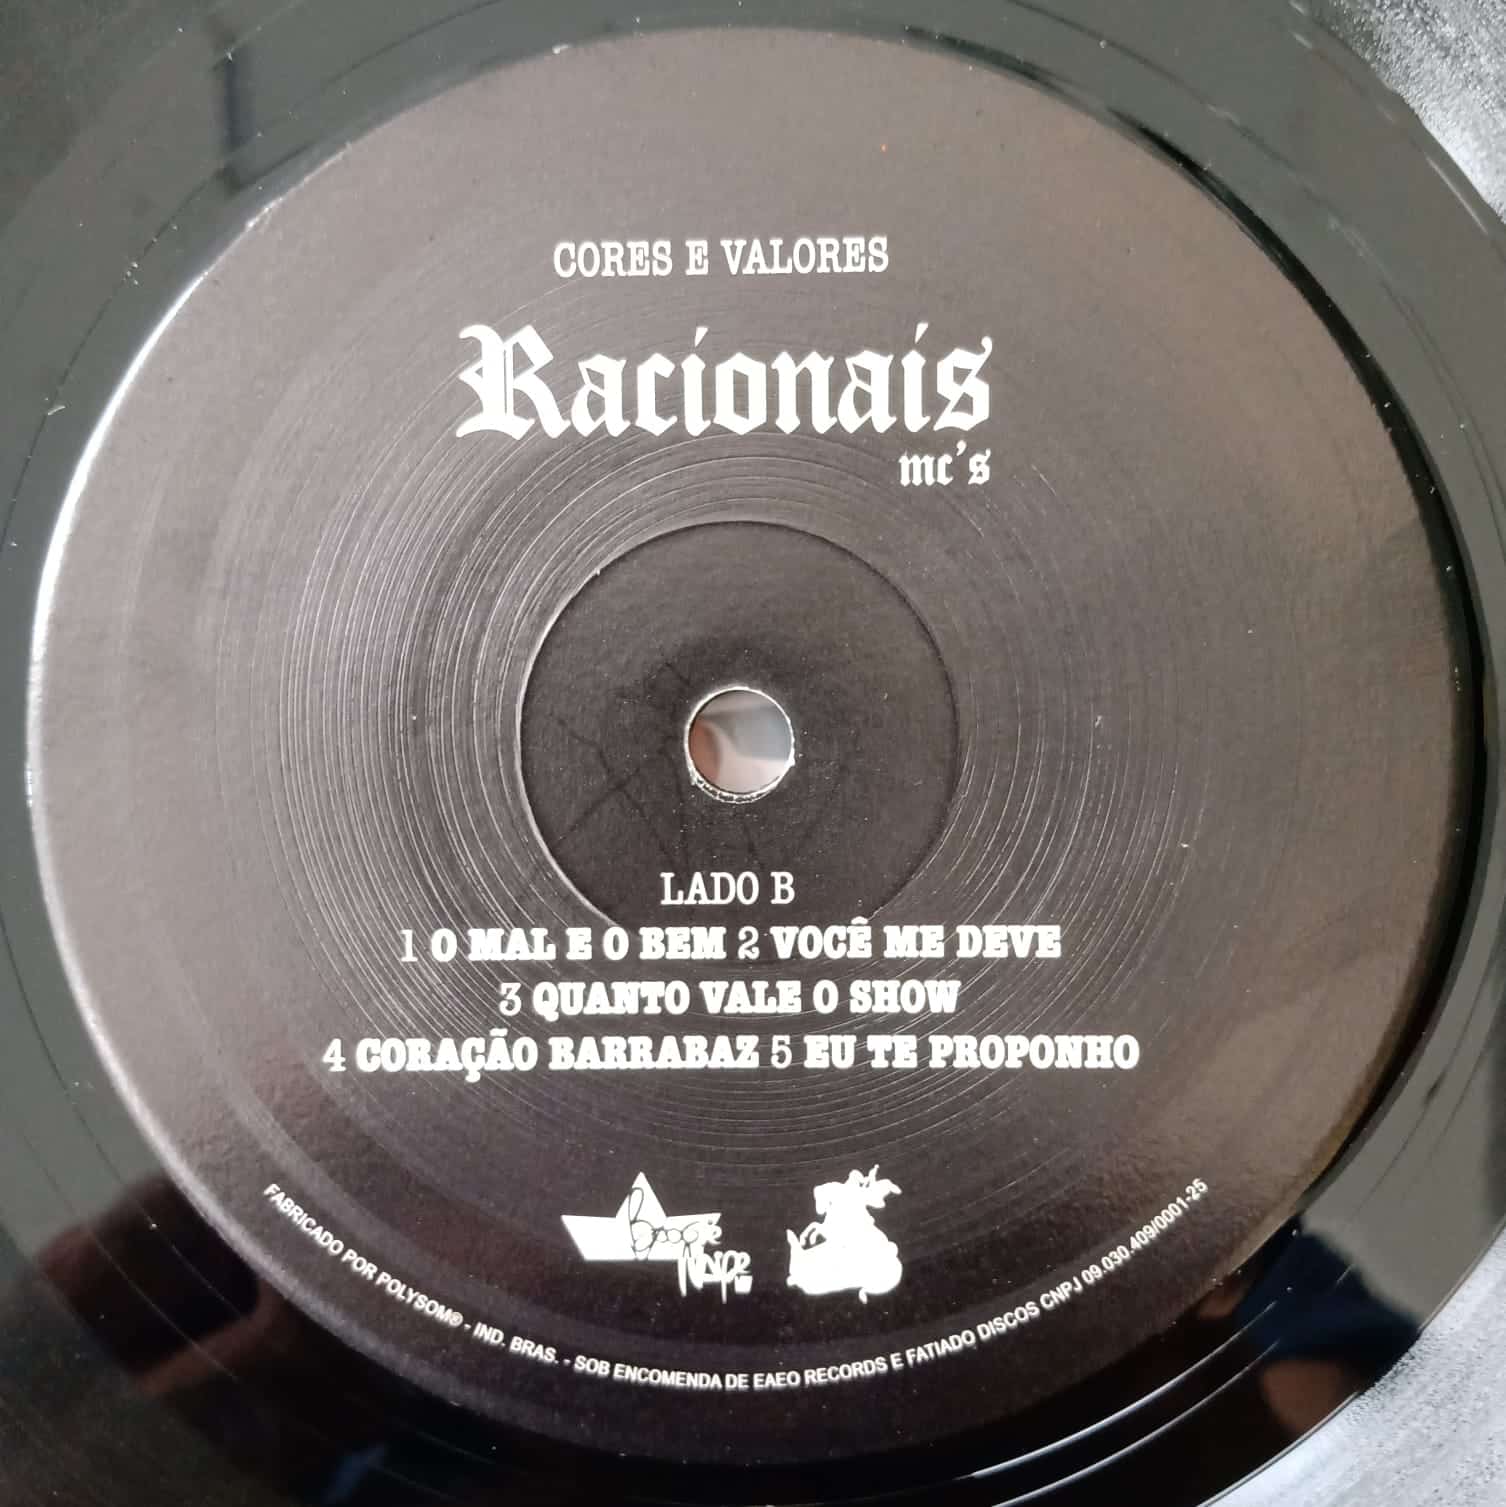 CORES E VALORES
Racionais
mc's
LADO B
1 O MAL E O BEM 2 VOCÊ ME DEVE
3 QUANTO VALE O SHOW
4 CORAÇÃO BARRABAZ 5 EU TE PROPONHO
Boogie
Naipe
FABRICADO POR POLYSOM® - IND. BRAS. - SOB ENCOMENDA DE EAEO RECORDS E FATIADO DISCOS CNPJ 09.030.409/0001-25